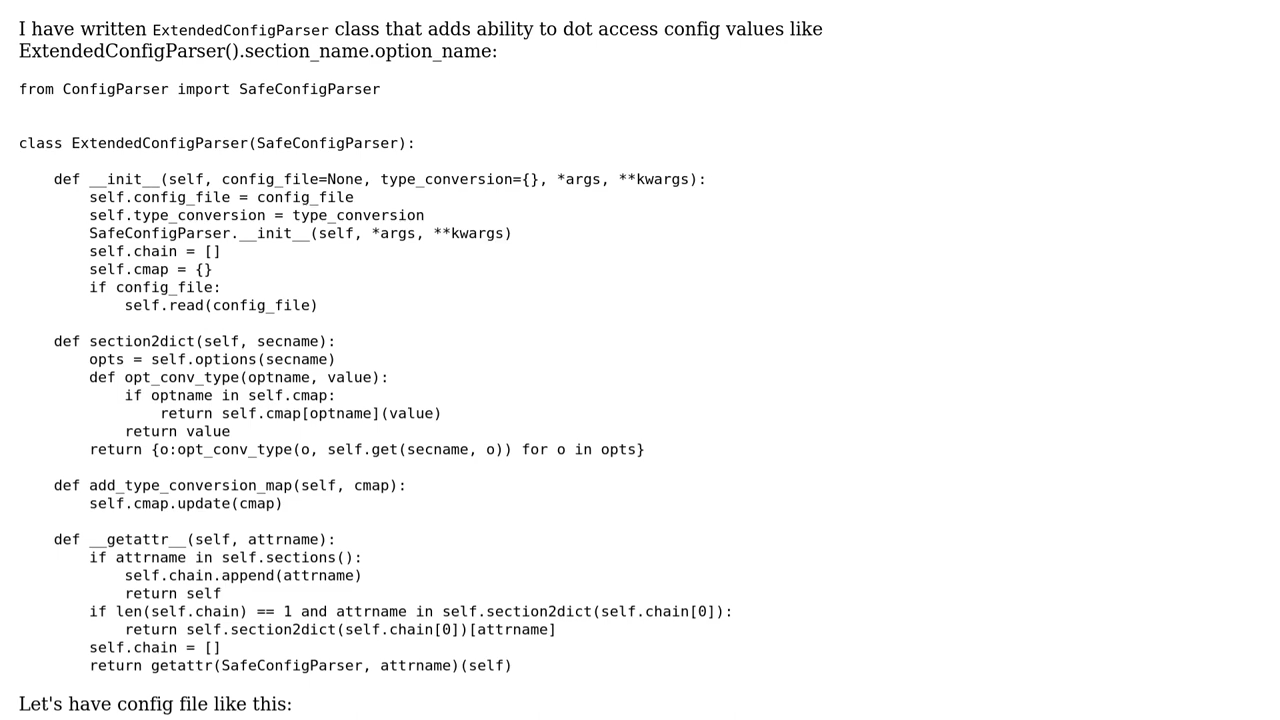 I have written ExtendedConfigParser class that adds ability to dot access config values like
ExtendedConfigParser().section_name.option_name:
from ConfigParser import SafeConfigParser
class ExtendedConfigParser(SafeConfigParser):
    def __init__(self, config_file=None, type_conversion={}, *args, **kwargs):
        self.config_file = config_file
        self.type_conversion = type_conversion
        SafeConfigParser.__init__(self, *args, **kwargs)
        self.chain = []
        self.cmap = {}
        if config_file:
            self.read(config_file)
    def section2dict(self, secname):
        opts = self.options(secname)
        def opt_conv_type(optname, value):
            if optname in self.cmap:
                return self.cmap[optname](value)
            return value
        return {o:opt_conv_type(o, self.get(secname, o)) for o in opts}
    def add_type_conversion_map(self, cmap):
        self.cmap.update(cmap)
    def __getattr__(self, attrname):
        if attrname in self.sections():
            self.chain.append(attrname)
            return self
        if len(self.chain) == 1 and attrname in self.section2dict(self.chain[0]):
            return self.section2dict(self.chain[0])[attrname]
        self.chain = []
        return getattr(SafeConfigParser, attrname)(self)
Let's have config file like this: